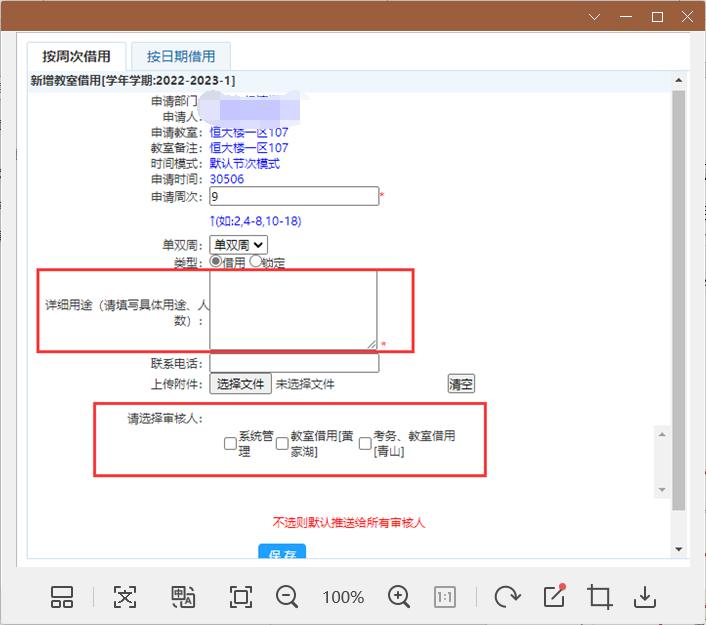 按周次借用 按日期借用
新增教室借用[学年学期:2022-2023-1]
申请部门
申请人:
申请教室: 恒大楼一区107
教室备注: 恒大楼一区107
时间模式: 默认节次模式
申请时间: 30506
申请周次: 9 *
↑(如:2,4-8,10-18)
单双周: 单双周
类型: 借用 锁定
详细用途（请填写具体用途、人
数）: *
联系电话:
上传附件: 选择文件 未选择文件 清空
请选择审核人:
系统管 教室借用[黄 考务、教室借用
理 家湖] [青山]
不选则默认推送给所有审核人
保 存
100% 1:1